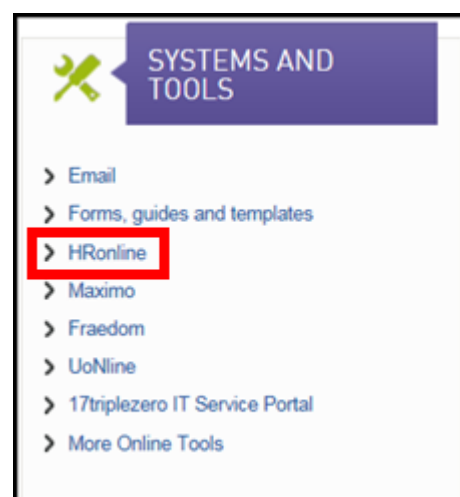 SYSTEMS AND
TOOLS
Email
Forms, guides and templates
HRonline
Maximo
Fraedom
UoNline
17triplezero IT Service Portal
More Online Tools